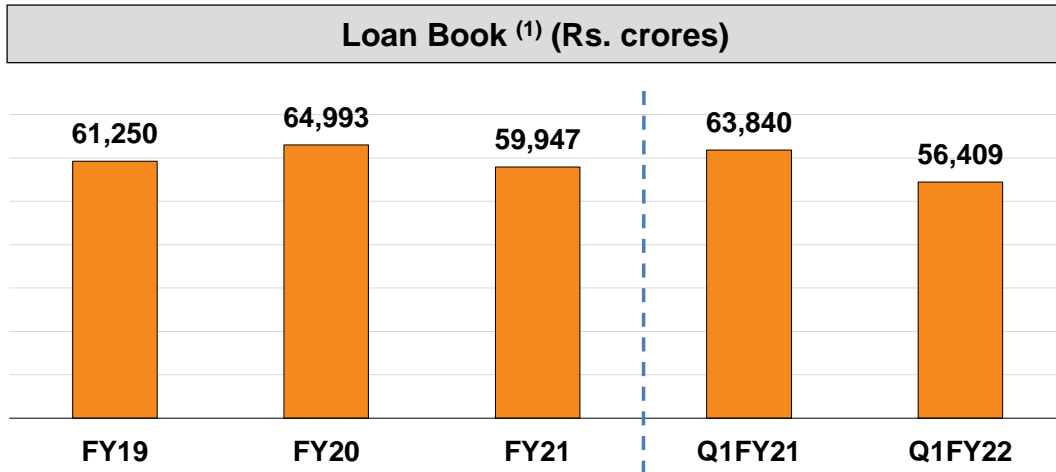 Loan Book (1) (Rs. crores)
61,250
64,993
59,947
63,840
56,409
FY19
FY20
FY21
Q1FY21
Q1FY22